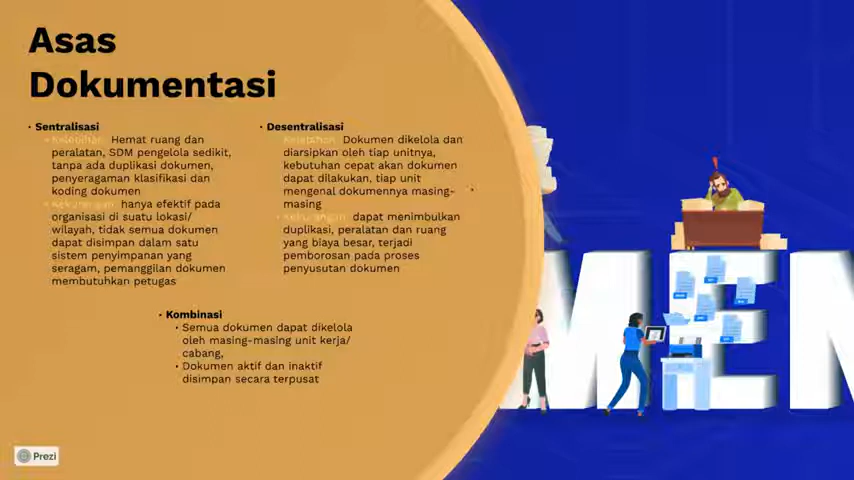 Asas
Dokumentasi
• Sentralisasi
• Kelebihan: Hemat ruang dan
peralatan, SDM pengelola sedikit,
tanpa ada duplikasi dokumen,
penyeragaman klasifikasi dan
koding dokumen
• Kekurangan: hanya efektif pada
organisasi di suatu lokasi/
wilayah, tidak semua dokumen
dapat disimpan dalam satu
sistem penyimpanan yang
seragam, pemanggilan dokumen
membutuhkan petugas
• Desentralisasi
• Kelebihan: Dokumen dikelola dan
diarsipkan oleh tiap unitnya,
kebutuhan cepat akan dokumen
dapat dilakukan, tiap unit
mengenal dokumennya masing-
masing
• Kekurangan: dapat menimbulkan
duplikasi, peralatan dan ruang
yang biaya besar, terjadi
pemborosan pada proses
penyusutan dokumen
• Kombinasi
• Semua dokumen dapat dikelola
oleh masing-masing unit kerja/
cabang,
• Dokumen aktif dan inaktif
disimpan secara terpusat
MEN
Prezi